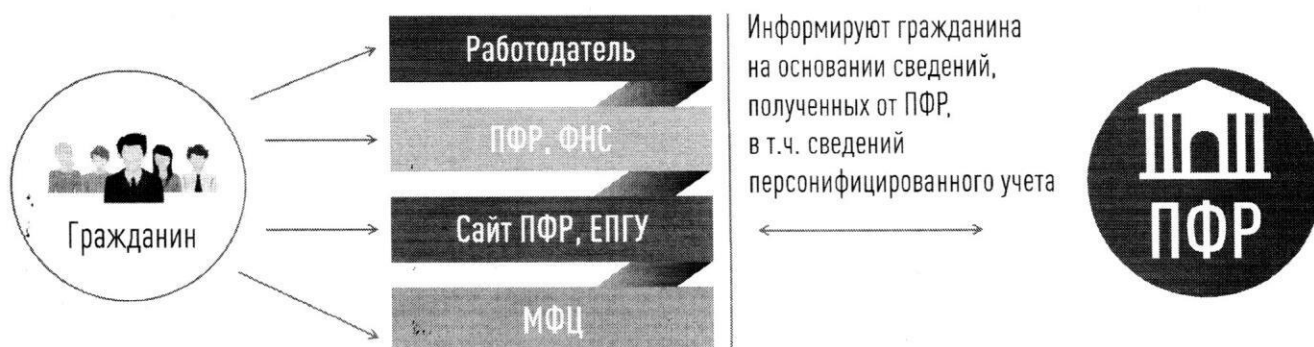 Гражданин
Работодатель
ПФР, ФНС
Сайт ПФР, ЕПГУ
МФЦ
Информируют гражданина
на основании сведений,
полученных от ПФР,
в т.ч. сведений
персонифицированного учета
ПФР